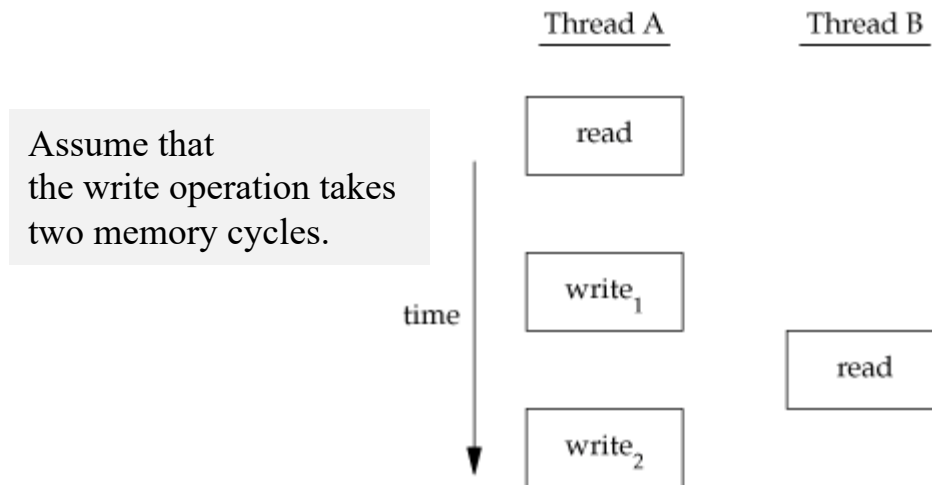 Thread A
Thread B
read
Assume that
the write operation takes
two memory cycles.
write1
time
read
write2